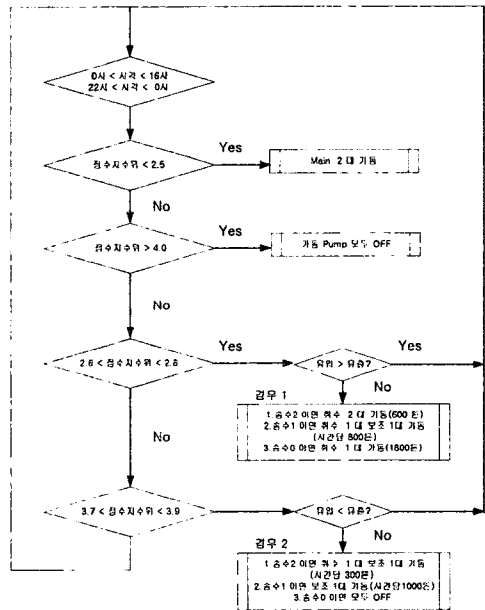 0시 < 시각 < 16시
22시 < 시각 < 0시
정수지수위 < 2.5
Yes
Main 2 대 기동
No
정수지수위 > 4.0
Yes
가동 Pump 모두 OFF
No
2.6 < 정수지수위 < 2.8
Yes
유입 > 유출?
Yes
No
경우 1
1.송수2 이면 취수 2 대 가동(600 톤)
2.송수1 이면 취수 1 대 보조 1대 가동
(시간당 800톤)
3.송수0 이면 취수 1 대 가동(1800톤)
No
3.7 < 정수지수위 < 3.9
유입 < 유출?
No
경우 2
1 송수2 이면 취수 1 대 보조 1대 가동
(시간당 300톤)
2.송수1 이면 보조 1대 가동(시간당1000톤)
3.송수0 이면 모두 OFF